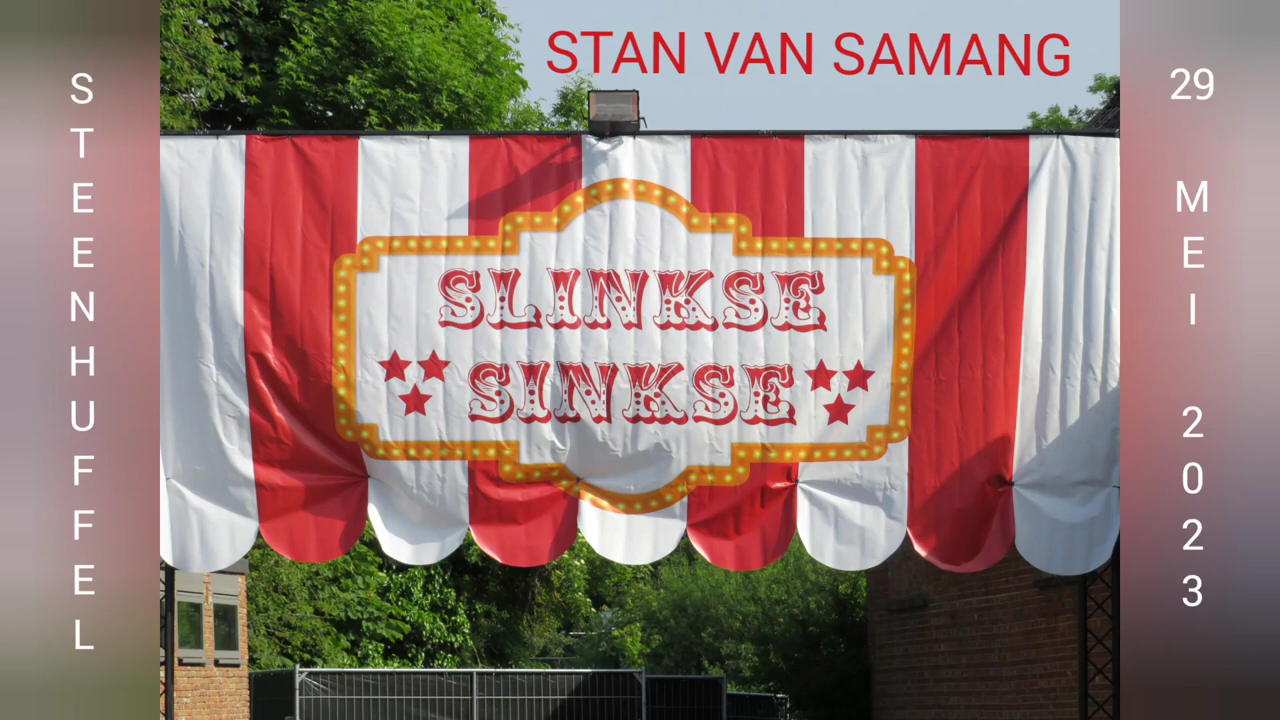 STAN VAN SAMANG
STEENHUFFEL
SLINKSE
SINKSE
29 MEI 2023